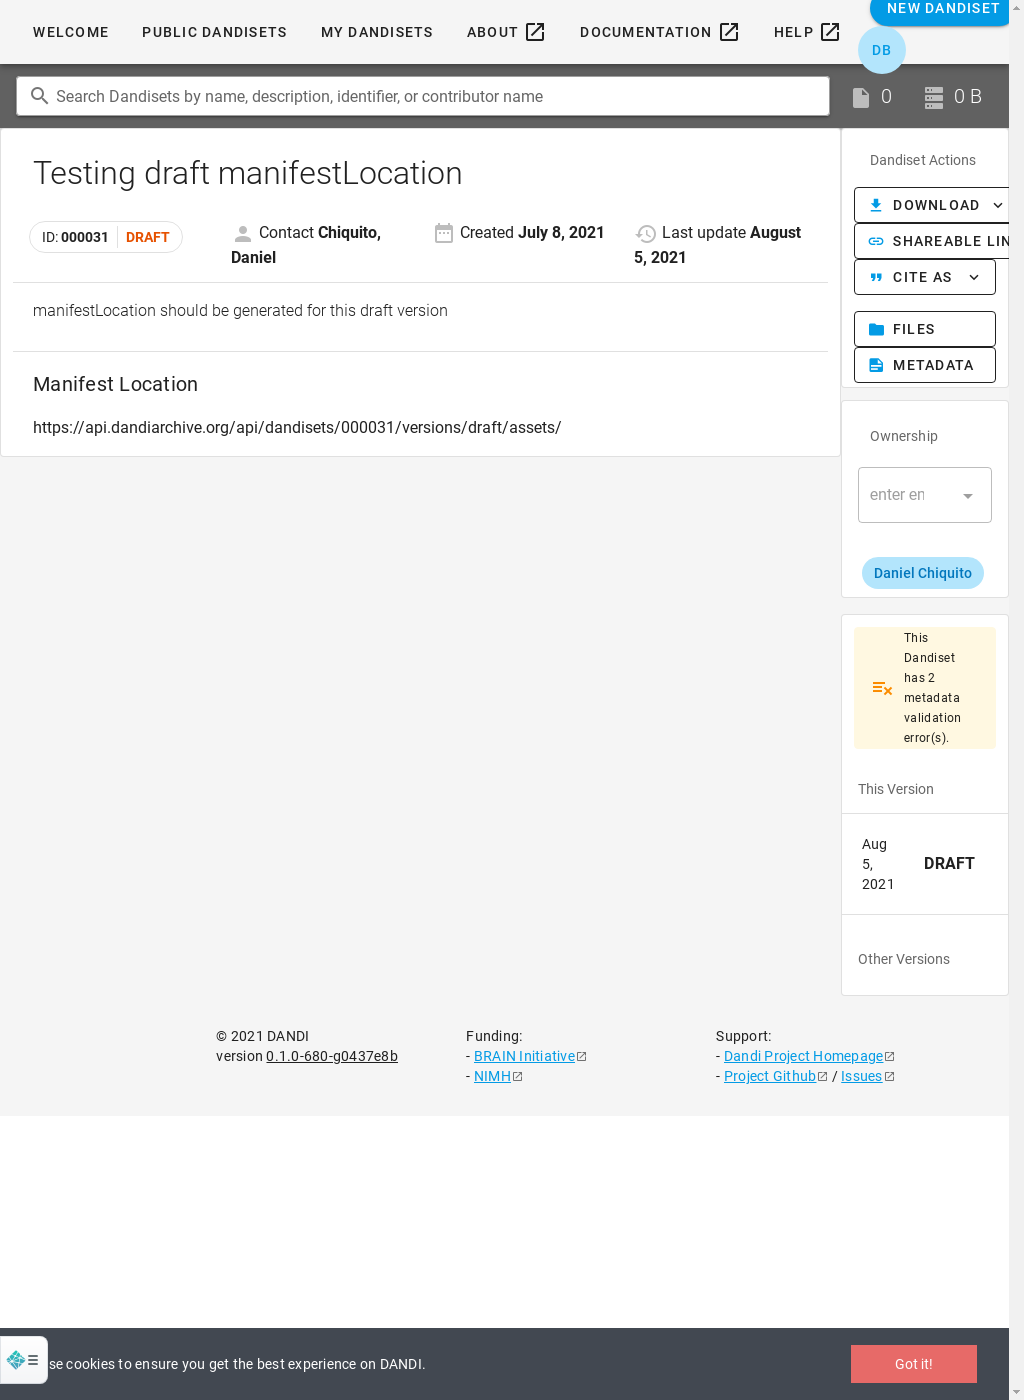 WELCOME PUBLIC DANDISETS MY DANDISETS ABOUT DOCUMENTATION HELP NEW DANDISET
DB
Search Dandisets by name, description, identifier, or contributor name 0 0 B
Testing draft manifestLocation
ID: 000031 DRAFT
Contact Chiquito,
Daniel
Created July 8, 2021
Last update August
5, 2021
manifestLocation should be generated for this draft version
Manifest Location
https://api.dandiarchive.org/api/dandisets/000031/versions/draft/assets/
Dandiset Actions
DOWNLOAD
SHAREABLE LIN
CITE AS
FILES
METADATA
Ownership
enter en
Daniel Chiquito
This
Dandiset
has 2
metadata
validation
error(s).
This Version
Aug
5,
2021
DRAFT
Other Versions
© 2021 DANDI
version 0.1.0-680-g0437e8b
Funding:
- BRAIN Initiative
- NIMH
Support:
- Dandi Project Homepage
- Project Github / Issues
se cookies to ensure you get the best experience on DANDI.
Got it!